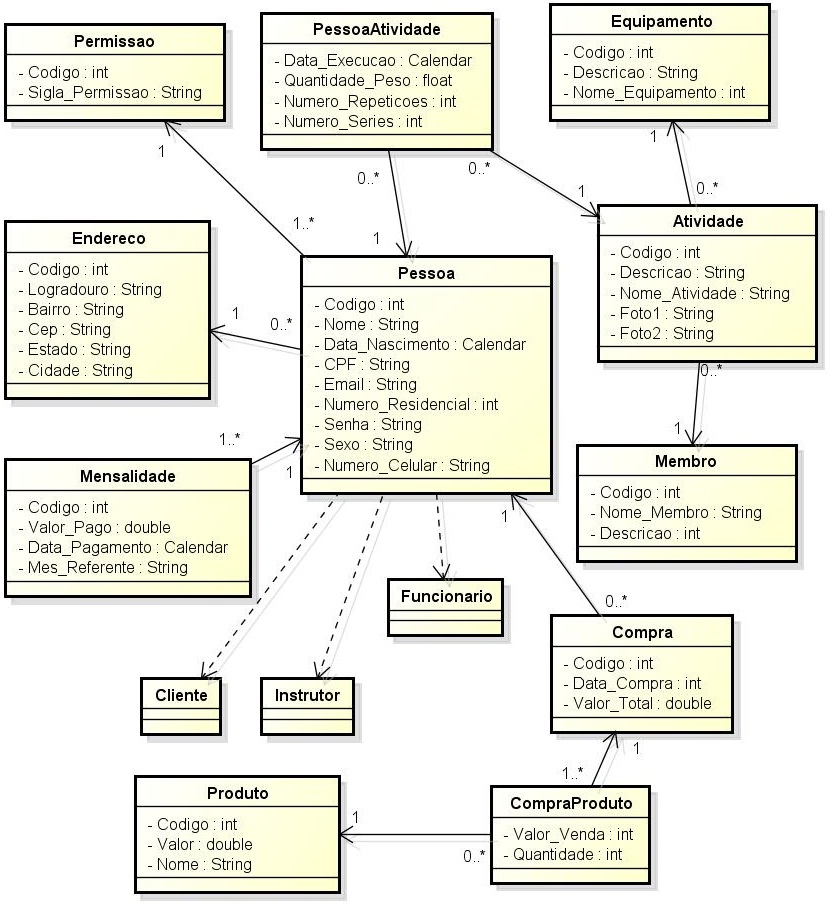 Permissao
- Codigo : int
- Sigla_Permissao : String
PessoaAtividade
- Data_Execucao : Calendar
- Quantidade_Peso : float
- Numero_Repeticoes : int
- Numero_Series : int
Equipamento
- Codigo : int
- Descricao : String
- Nome_Equipamento : int
1
0..*
0..*
1
1
0..*
1..*
1
Endereco
- Codigo : int
- Logradouro : String
- Bairro : String
- Cep : String
- Estado : String
- Cidade : String
1
0..*
Pessoa
- Codigo : int
- Nome : String
- Data_Nascimento : Calendar
- CPF : String
- Email : String
- Numero_Residencial : int
- Senha : String
- Sexo : String
- Numero_Celular : String
Atividade
- Codigo : int
- Descricao : String
- Nome_Atividade : String
- Foto1 : String
- Foto2 : String
0..*
1
1..*
1
Mensalidade
- Codigo : int
- Valor_Pago : double
- Data_Pagamento : Calendar
- Mes_Referente : String
Membro
- Codigo : int
- Nome_Membro : String
- Descricao : int
1
0..*
Funcionario
Cliente
Instrutor
Compra
- Codigo : int
- Data_Compra : int
- Valor_Total : double
1
1..*
Produto
- Codigo : int
- Valor : double
- Nome : String
1
0..*
CompraProduto
- Valor_Venda : int
- Quantidade : int